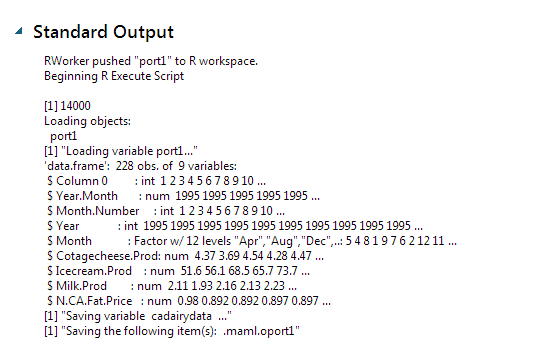 Standard Output
RWorker pushed "port1" to R workspace.
Beginning R Execute Script
[1] 14000
Loading objects:
port1
[1] "Loading variable port1..."
'data.frame': 228 obs. of 9 variables:
$ Column 0 : int 1 2 3 4 5 6 7 8 9 10 ...
$ Year.Month : num 1995 1995 1995 1995 1995 ...
$ Month.Number : int 1 2 3 4 5 6 7 8 9 10 ...
$ Year : int 1995 1995 1995 1995 1995 1995 1995 1995 1995 1995 ...
$ Month : Factor w/ 12 levels "Apr","Aug","Dec",..: 5 4 8 1 9 7 6 2 12 11 ...
$ Cotagecheese.Prod: num 4.37 3.69 4.54 4.28 4.47 ...
$ Icecream.Prod : num 51.6 56.1 68.5 65.7 73.7 ...
$ Milk.Prod : num 2.11 1.93 2.16 2.13 2.23 ...
$ N.CA.Fat.Price : num 0.98 0.892 0.892 0.897 0.897 ...
[1] "Saving variable cadairydata ..."
[1] "Saving the following item(s): .maml.oport1"